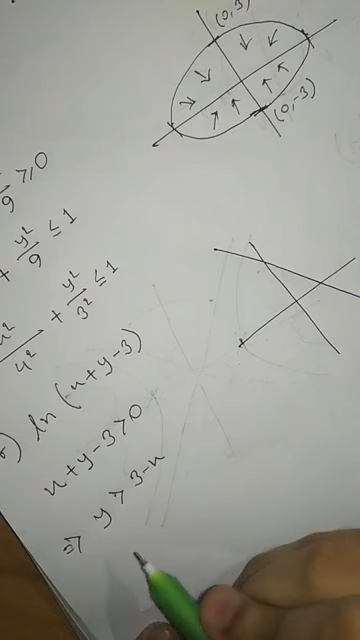 (0,3)
(0,-3)
/9 ≥ 0
+ y²/9 ≤ 1
x²/4² + y²/3² ≤ 1
) ln (x+y-3)
x+y-3>0
⇒ y > 3-x